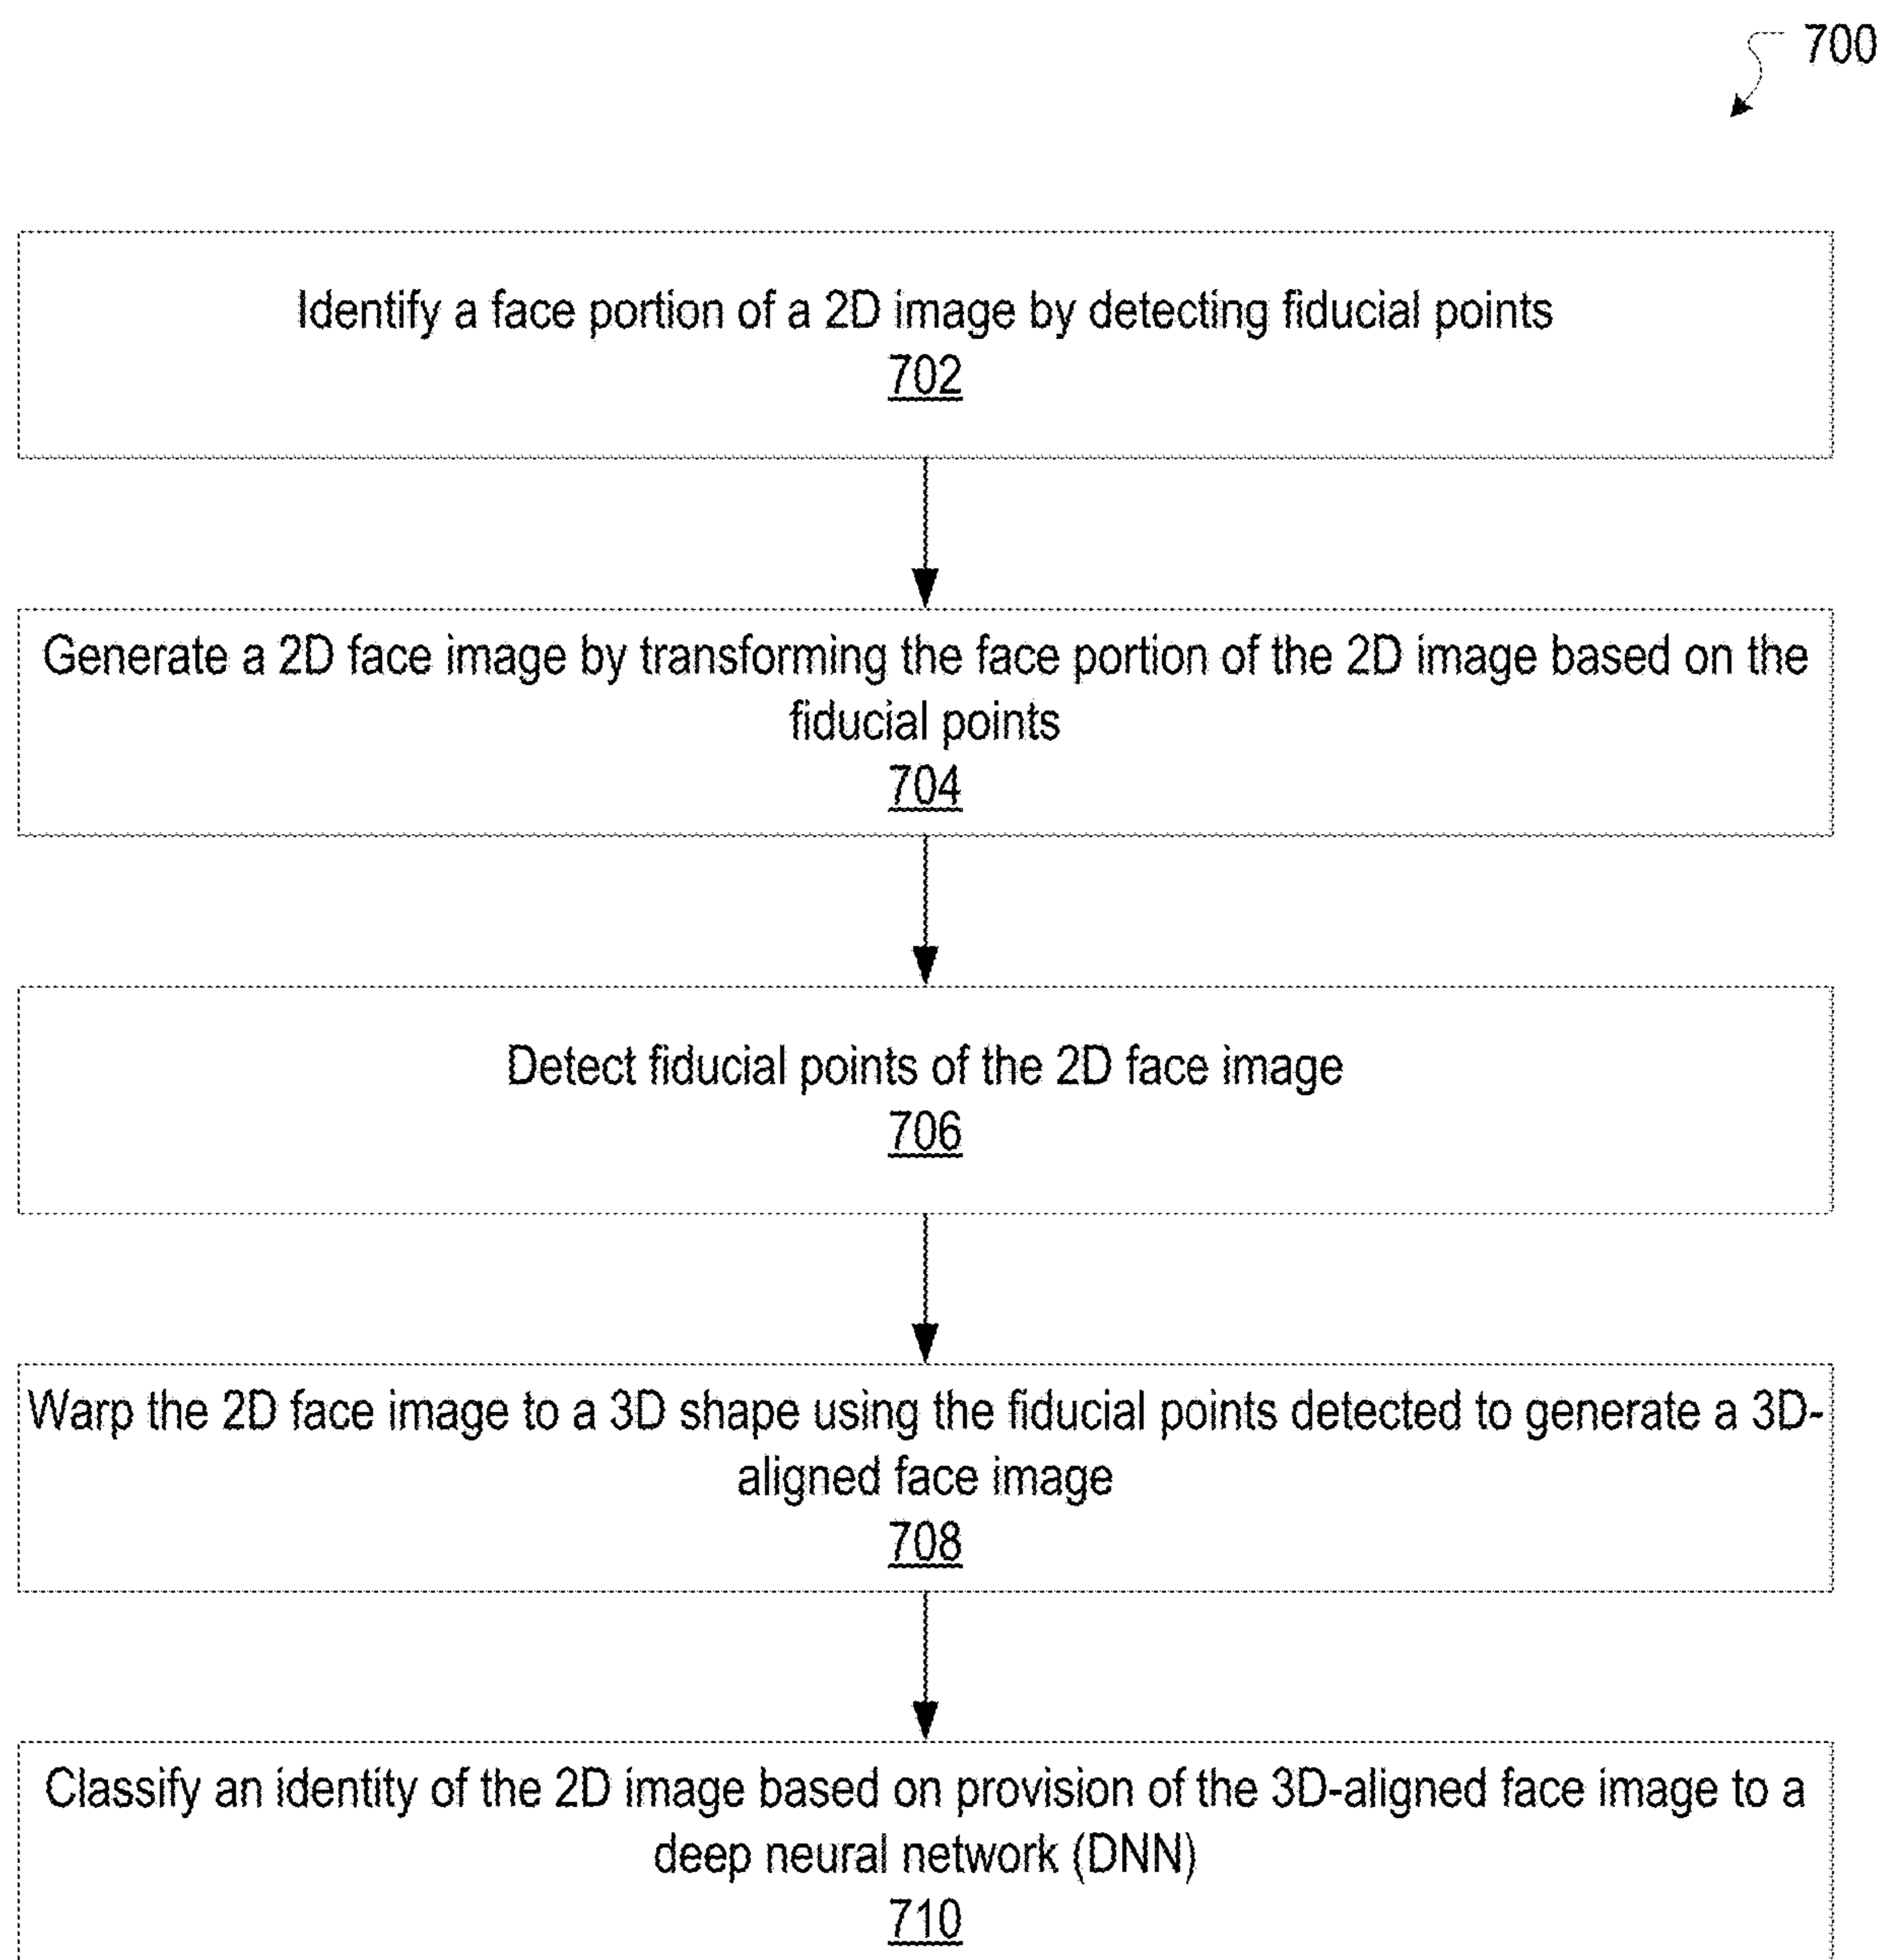 700
Identify a face portion of a 2D image by detecting fiducial points
702
Generate a 2D face image by transforming the face portion of the 2D image based on the
fiducial points
704
Detect fiducial points of the 2D face image
706
Warp the 2D face image to a 3D shape using the fiducial points detected to generate a 3D-
aligned face image
708
Classify an identity of the 2D image based on provision of the 3D-aligned face image to a
deep neural network (DNN)
710